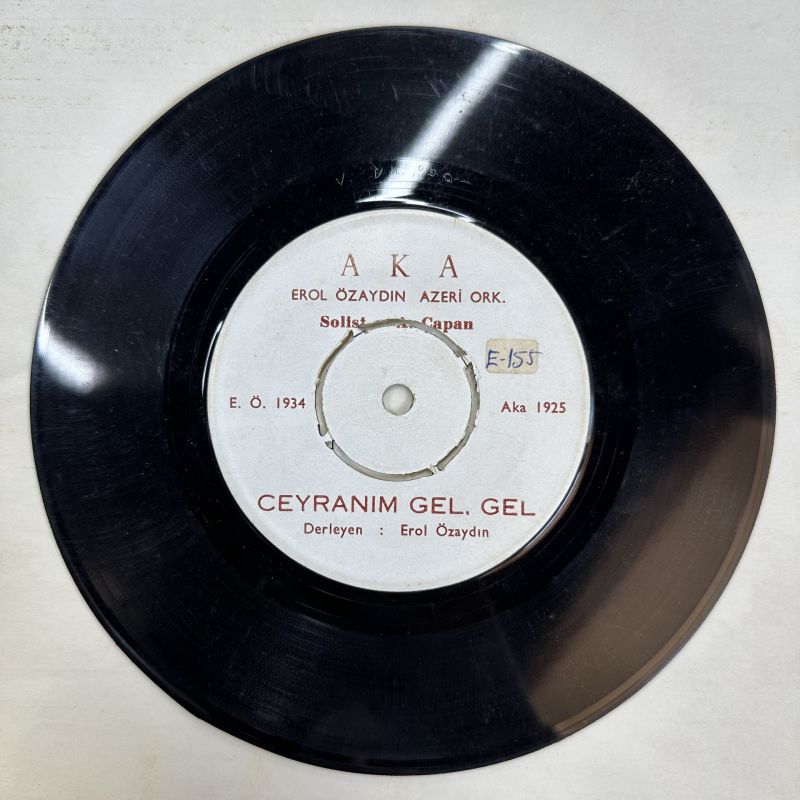 A K A
EROL ÖZAYDIN AZERİ ORK.
Solist Capan
E-155
E. Ö. 1934
Aka 1925
CEYRANIM GEL, GEL
Derleyen : Erol Özaydın